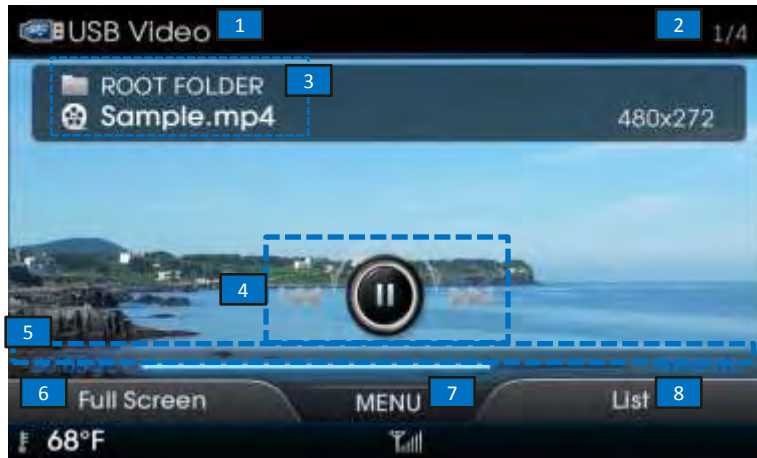 USB Video 1 2 1/4
ROOT FOLDER 3
Sample.mp4 480x272
4
5
6 Full Screen MENU 7 List 8
68°F